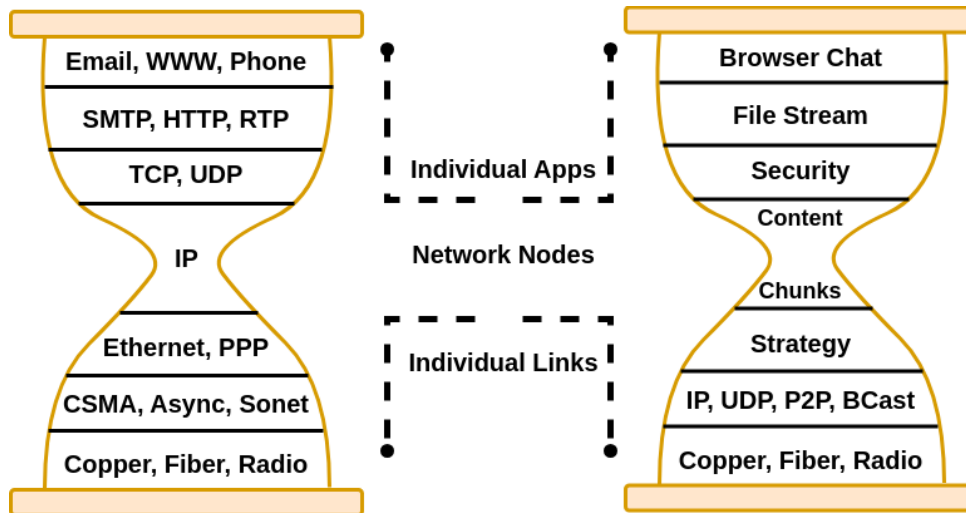 Email, WWW, Phone
SMTP, HTTP, RTP
TCP, UDP
IP
Ethernet, PPP
CSMA, Async, Sonet
Copper, Fiber, Radio
Individual Apps
Network Nodes
Individual Links
Browser Chat
File Stream
Security
Content
Chunks
Strategy
IP, UDP, P2P, BCast
Copper, Fiber, Radio